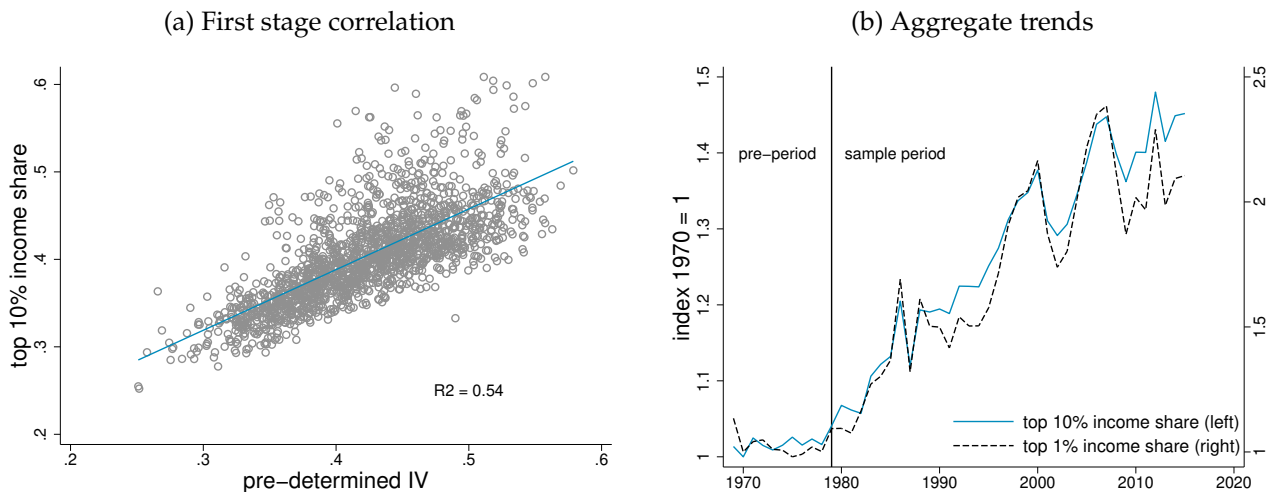 (a) First stage correlation
top 10% income share
.6
.5
.4
.3
.2
R2 = 0.54
.2
.3
.4
.5
.6
pre−determined IV
(b) Aggregate trends
index 1970 = 1
1.5
1.4
1.3
1.2
1.1
1
pre−period
sample period
2.5
2
1.5
1
top 10% income share (left)
top 1% income share (right)
1970
1980
1990
2000
2010
2020